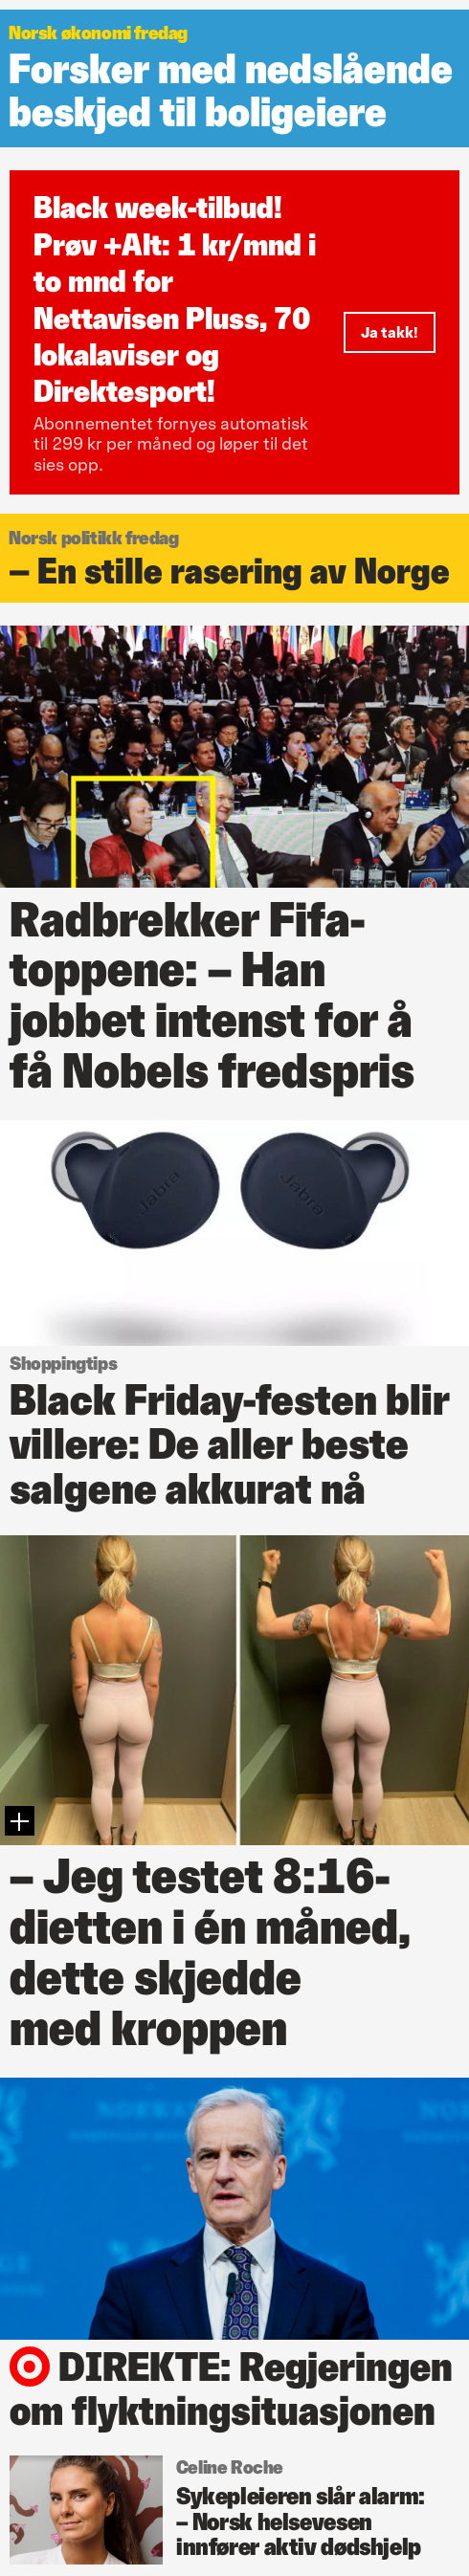 Norsk økonomi fredag
Forsker med nedslående
beskjed til boligeiere
Black week-tilbud!
Prøv +Alt: 1 kr/mnd i
to mnd for
Nettavisen Pluss, 70
lokalaviser og
Direktesport!
Ja takk!
Abonnementet fornyes automatisk
til 299 kr per måned og løper til det
sies opp.
Norsk politikk fredag
– En stille rasering av Norge
Radbrekker Fifa-
toppene: – Han
jobbet intenst for å
få Nobels fredspris
Jabra
Jabra
Shoppingtips
Black Friday-festen blir
villere: De aller beste
salgene akkurat nå
– Jeg testet 8:16-
dietten i én måned,
dette skjedde
med kroppen
DIREKTE: Regjeringen
om flyktningsituasjonen
Celine Roche
Sykepleieren slår alarm:
– Norsk helsevesen
innfører aktiv dødshjelp